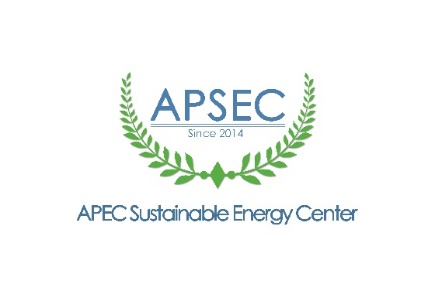 APSEC
Since 2014
APEC Sustainable Energy Center